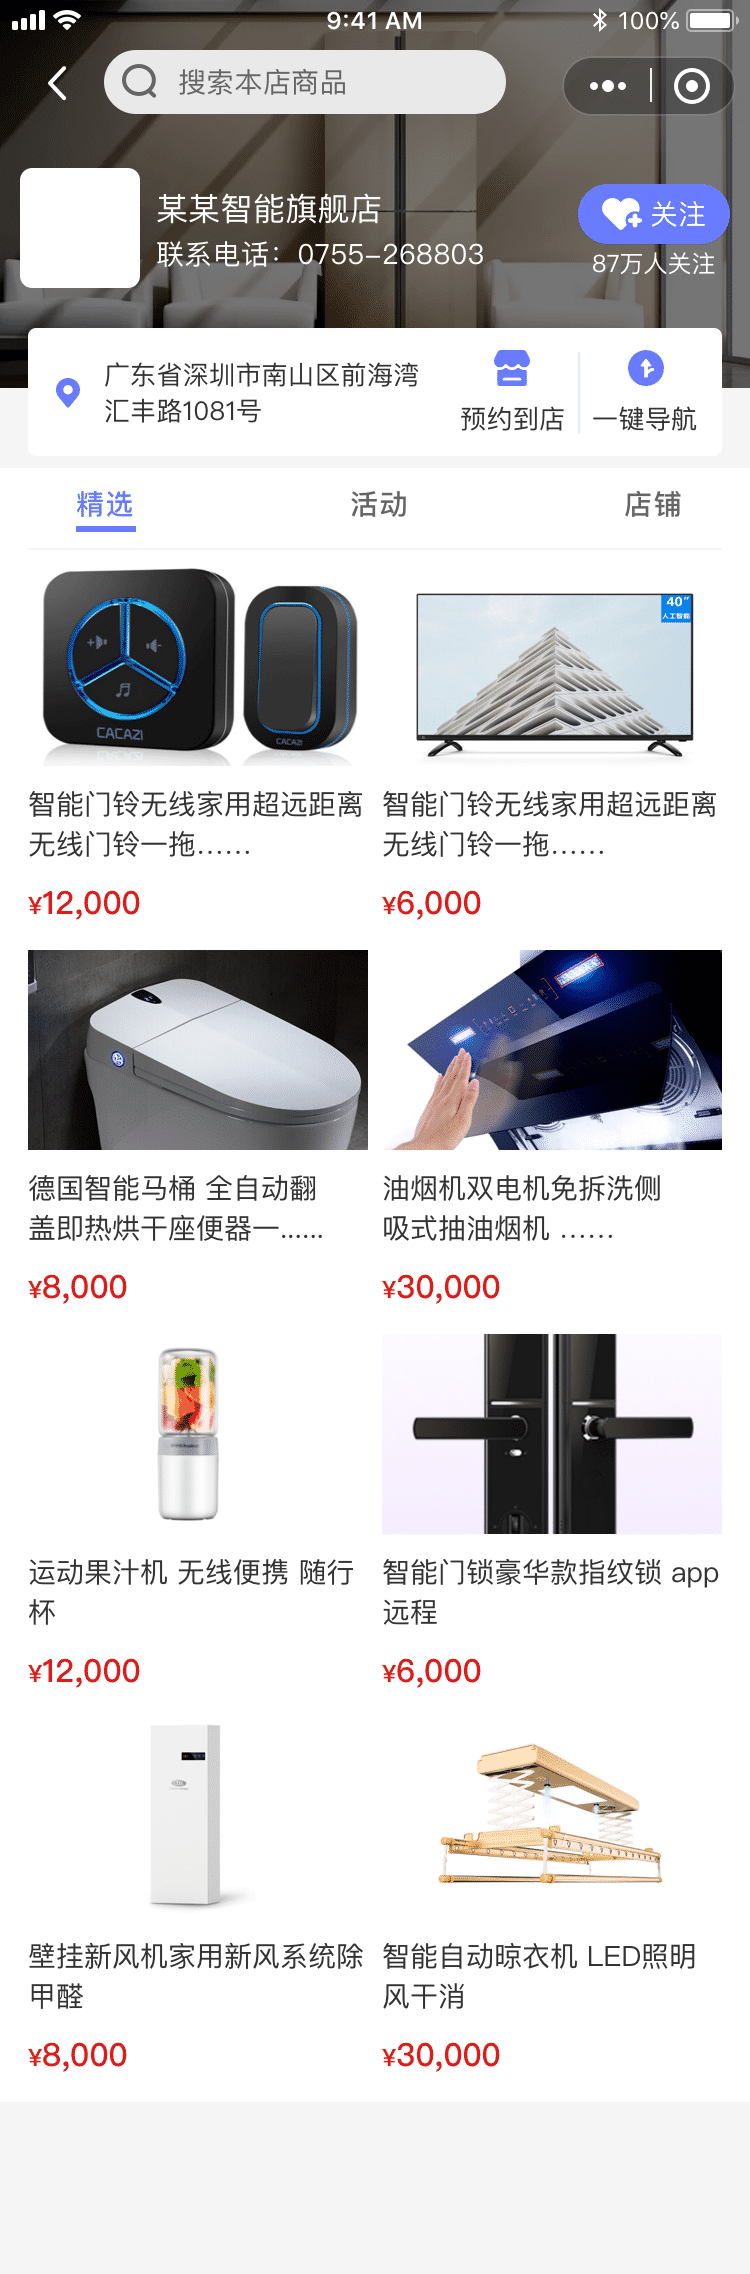 9:41 AM
100%
搜索本店商品
某某智能旗舰店
联系电话：0755-268803
关注
87万人关注
广东省深圳市南山区前海湾
汇丰路1081号
预约到店
一键导航
精选
活动
店铺
CACAZI
CACAZI
40"
人工智能
智能门铃无线家用超远距离
无线门铃一拖……
¥12,000
智能门铃无线家用超远距离
无线门铃一拖……
¥6,000
德国智能马桶 全自动翻
盖即热烘干座便器一......
¥8,000
油烟机双电机免拆洗侧
吸式抽油烟机 ……
¥30,000
运动果汁机 无线便携 随行
杯
¥12,000
智能门锁豪华款指纹锁 app
远程
¥6,000
壁挂新风机家用新风系统除
甲醛
¥8,000
智能自动晾衣机 LED照明
风干消
¥30,000